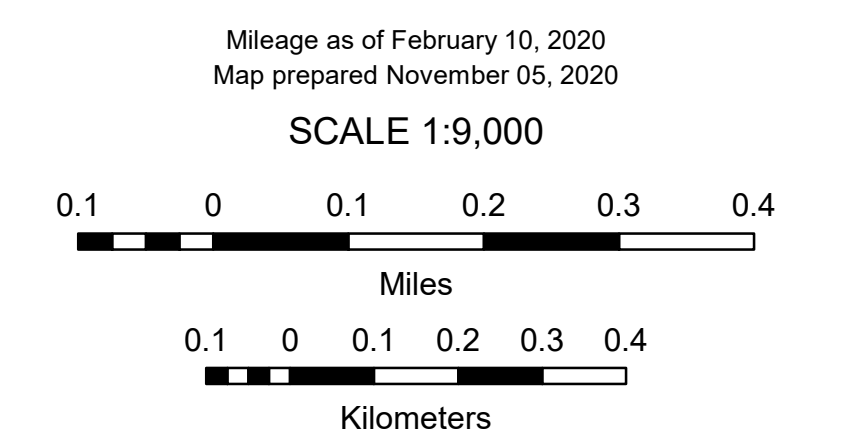 Mileage as of February 10, 2020
Map prepared November 05, 2020
SCALE 1:9,000
0.1 0 0.1 0.2 0.3 0.4
Miles
0.1 0 0.1 0.2 0.3 0.4
Kilometers